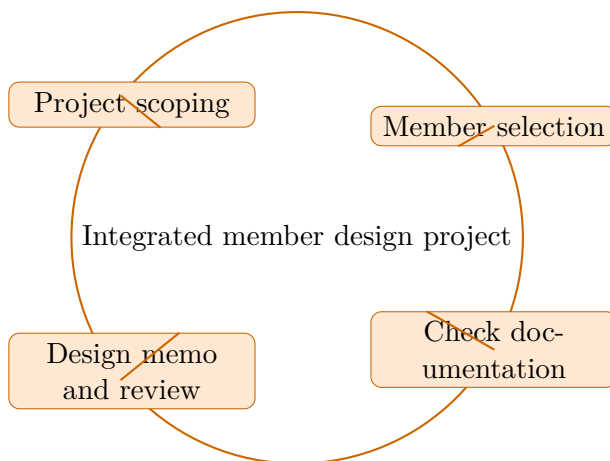 Project scoping
Member selection
Integrated member design project
Check doc-
umentation
Design memo
and review